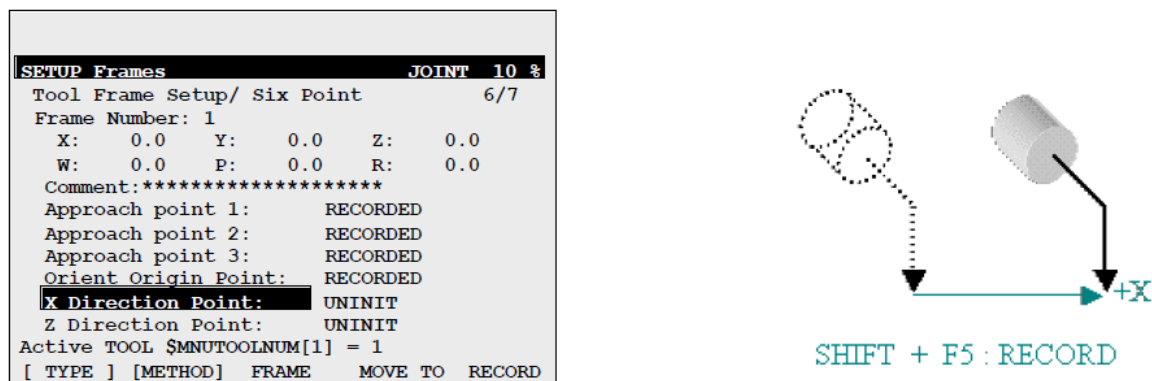 SETUP Frames JOINT 10 %
Tool Frame Setup/ Six Point 6/7
Frame Number: 1
X: 0.0 Y: 0.0 Z: 0.0
W: 0.0 P: 0.0 R: 0.0
Comment:********************
Approach point 1: RECORDED
Approach point 2: RECORDED
Approach point 3: RECORDED
Orient Origin Point: RECORDED
X Direction Point: UNINIT
Z Direction Point: UNINIT
Active TOOL $MNUTOOLNUM[1] = 1
[ TYPE ] [METHOD] FRAME MOVE TO RECORD
+X
SHIFT + F5 : RECORD